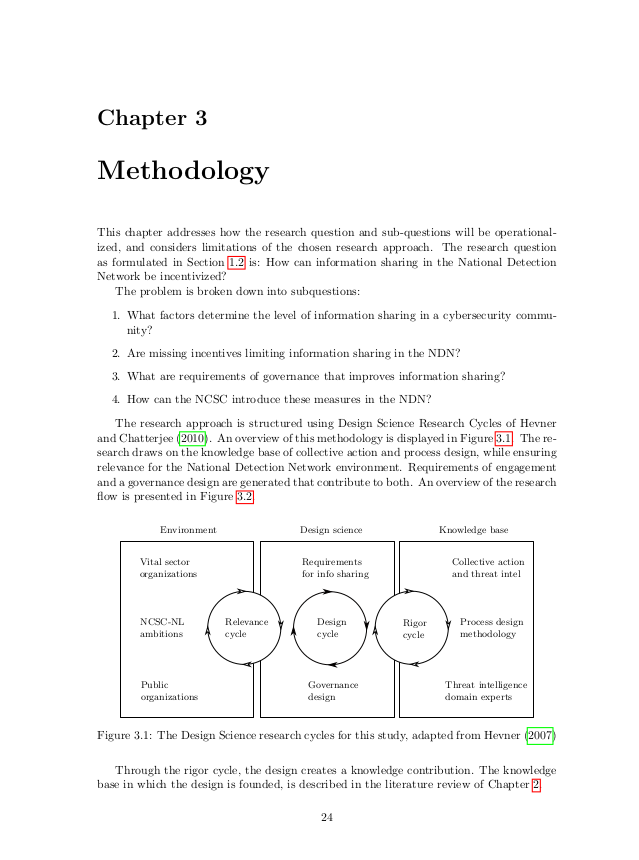 Chapter 3
Methodology
This chapter addresses how the research question and sub-questions will be operational-
ized, and considers limitations of the chosen research approach. The research question
as formulated in Section 1.2 is: How can information sharing in the National Detection
Network be incentivized?
The problem is broken down into subquestions:
1. What factors determine the level of information sharing in a cybersecurity commu-
nity?
2. Are missing incentives limiting information sharing in the NDN?
3. What are requirements of governance that improves information sharing?
4. How can the NCSC introduce these measures in the NDN?
The research approach is structured using Design Science Research Cycles of Hevner
and Chatterjee (2010). An overview of this methodology is displayed in Figure 3.1. The re-
search draws on the knowledge base of collective action and process design, while ensuring
relevance for the National Detection Network environment. Requirements of engagement
and a governance design are generated that contribute to both. An overview of the research
flow is presented in Figure 3.2.
Environment
Design science
Knowledge base
Vital sector
organizations
Requirements
for info sharing
Collective action
and threat intel
NCSC-NL
ambitions
Relevance
cycle
Design
cycle
Rigor
cycle
Process design
methodology
Public
organizations
Governance
design
Threat intelligence
domain experts
Figure 3.1: The Design Science research cycles for this study, adapted from Hevner (2007)
Through the rigor cycle, the design creates a knowledge contribution. The knowledge
base in which the design is founded, is described in the literature review of Chapter 2.
24